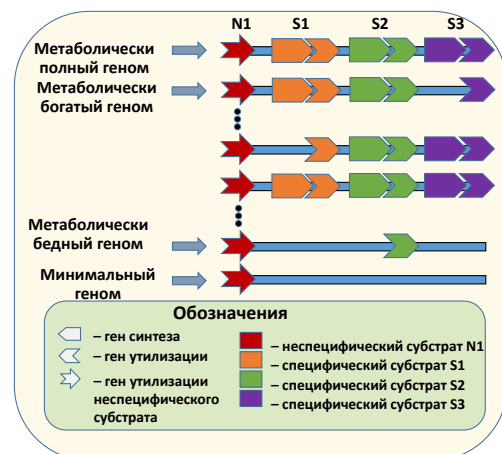 N1 S1 S2 S3
Метаболически
полный геном
Метаболически
богатый геном
Метаболически
бедный геном
Минимальный
геном
Обозначения
– ген синтеза
– ген утилизации
– ген утилизации
неспецифического
субстрата
– неспецифический субстрат N1
– специфический субстрат S1
– специфический субстрат S2
– специфический субстрат S3